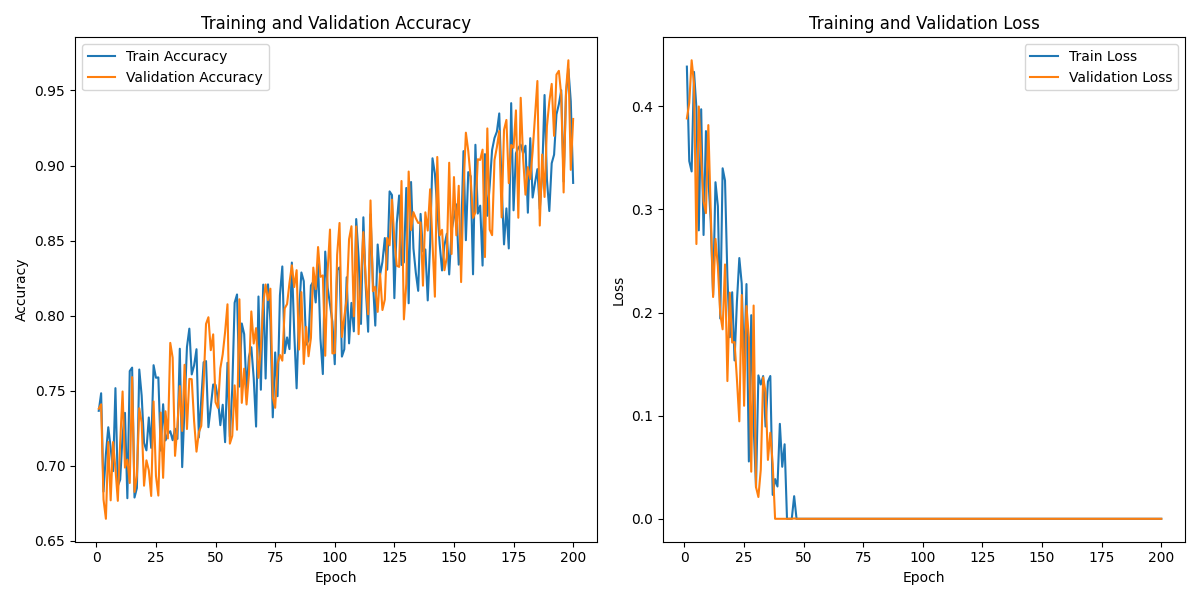 Training and Validation Accuracy
Train Accuracy
Validation Accuracy
0.95
0.90
0.85
0.80
0.75
0.70
0.65
Accuracy
0 25 50 75 100 125 150 175 200
Epoch
Training and Validation Loss
Train Loss
Validation Loss
0.4
0.3
0.2
0.1
0.0
Loss
0 25 50 75 100 125 150 175 200
Epoch